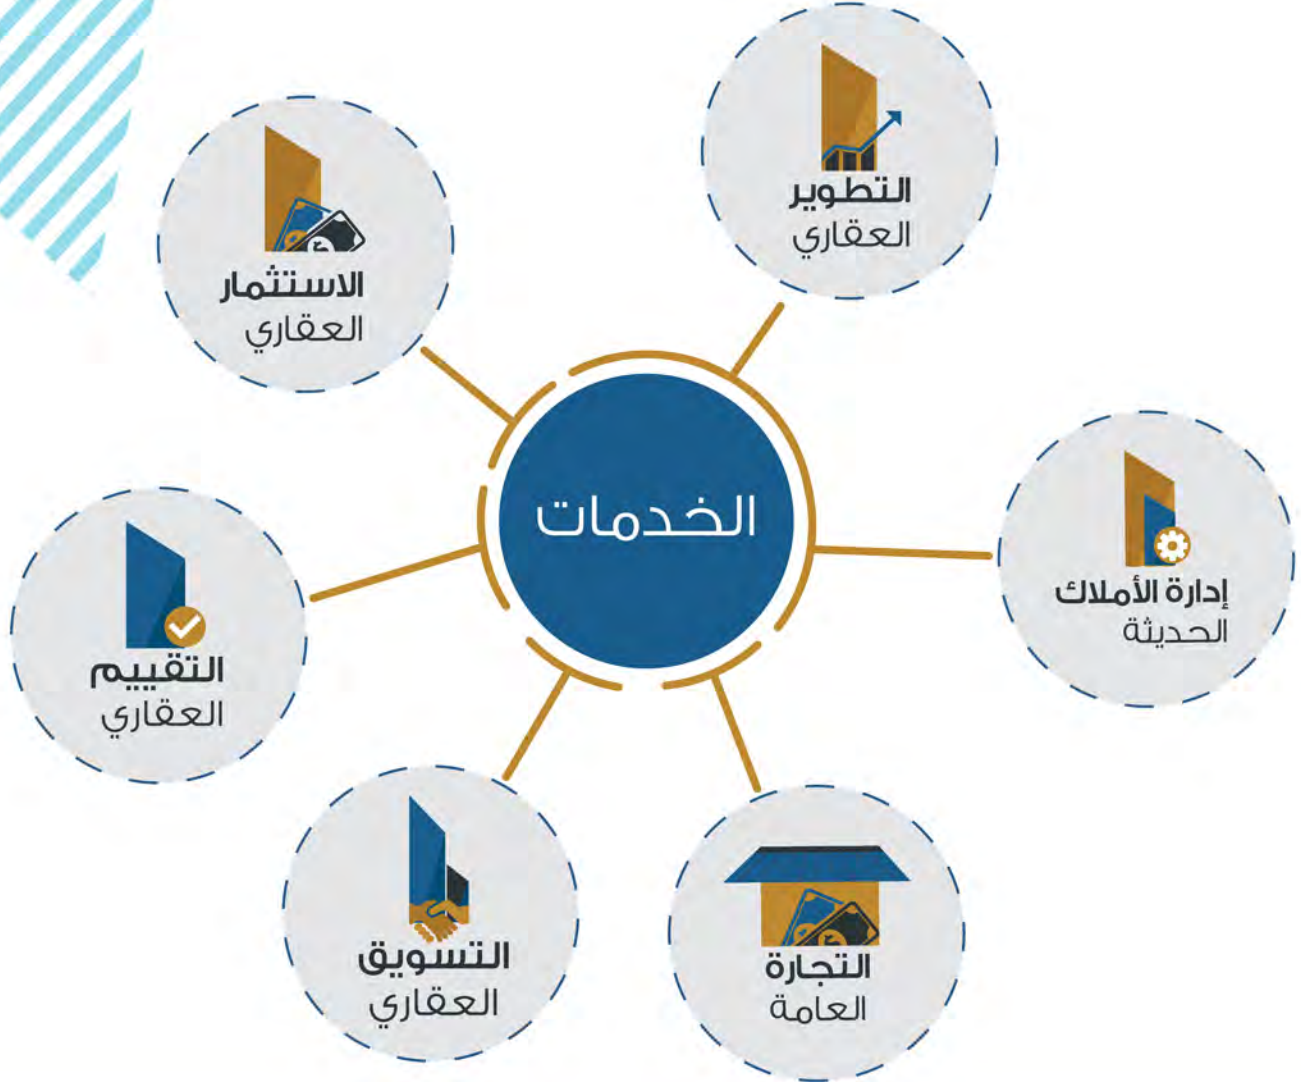 التطوير
العقاري
الاستثمار
العقاري
الخدمات
إدارة الأملاك
الحديثة
التقييم
العقاري
التسويق
العقاري
التجارة
العامة